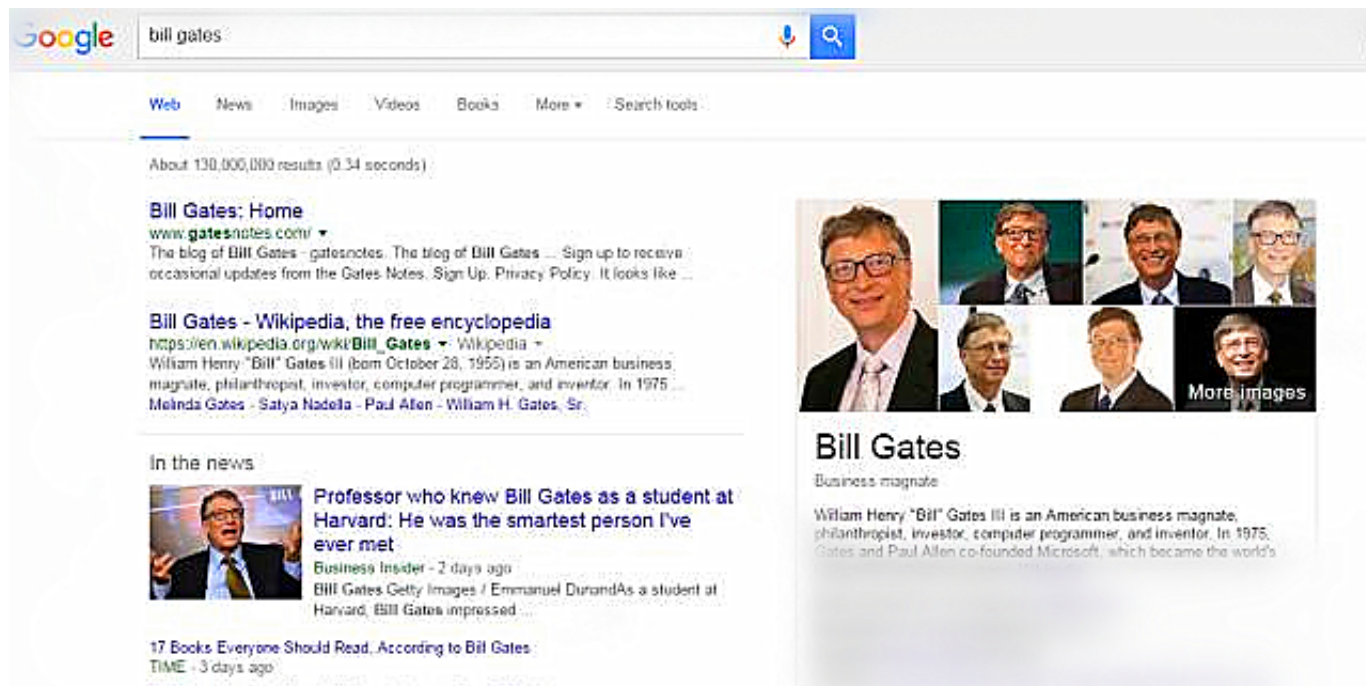 Google
bill gates
Web News Images Videos Books More Search tools
About 130,000,000 results (0.34 seconds)
Bill Gates: Home
www.gatesnotes.com/
The blog of Bill Gates - gatesnotes. The blog of Bill Gates ... Sign up to receive
occasional updates from the Gates Notes. Sign Up. Privacy Policy. It looks like ...
Bill Gates - Wikipedia, the free encyclopedia
https://en.wikipedia.org/wiki/Bill_Gates Wikipedia
William Henry "Bill" Gates III (born October 28, 1955) is an American business
magnate, philanthropist, investor, computer programmer, and inventor. In 1975 ...
Melinda Gates - Satya Nadella - Paul Allen - William H. Gates, Sr.
In the news
BILL
Professor who knew Bill Gates as a student at
Harvard: He was the smartest person I've
ever met
Business Insider - 2 days ago
Bill Gates Getty Images / Emmanuel DunandAs a student at
Harvard, Bill Gates impressed ...
17 Books Everyone Should Read, According to Bill Gates
TIME - 3 days ago
More images
Bill Gates
Business magnate
William Henry "Bill" Gates III is an American business magnate,
philanthropist, investor, computer programmer, and inventor. In 1975,
Gates and Paul Allen co-founded Microsoft, which became the world's